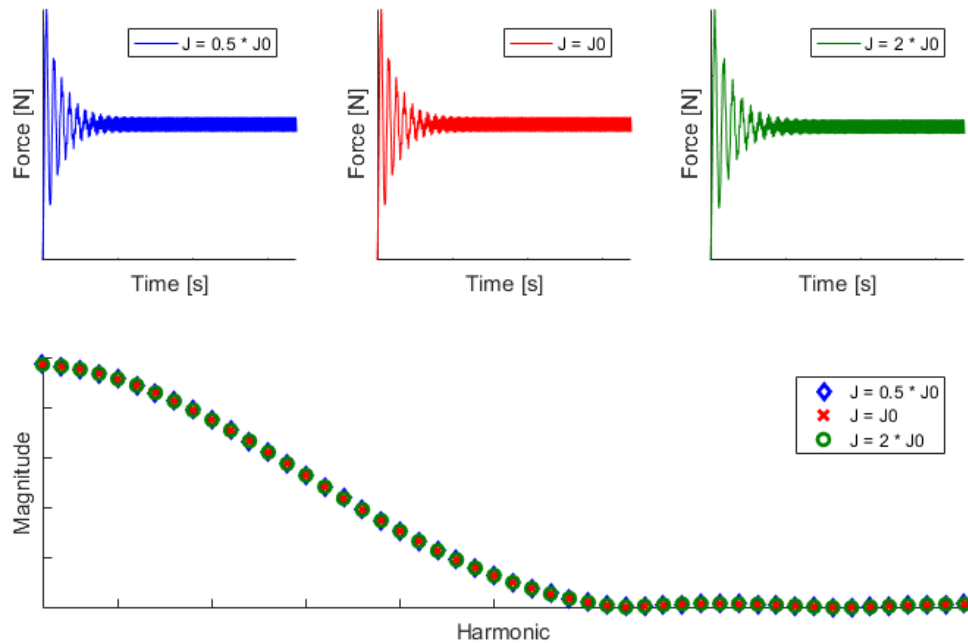 J = 0.5 * J0
Force [N]
Time [s]
J = J0
Force [N]
Time [s]
J = 2 * J0
Force [N]
Time [s]
Magnitude
J = 0.5 * J0
J = J0
J = 2 * J0
Harmonic